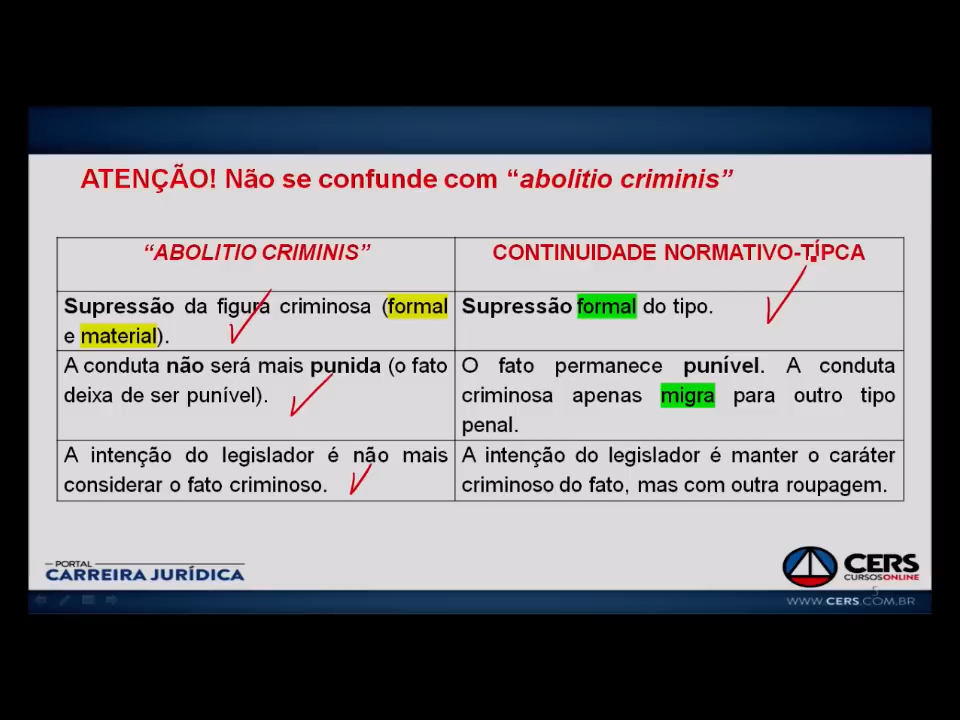 ATENÇÃO! Não se confunde com “abolitio criminis”
“ABOLITIO CRIMINIS”
CONTINUIDADE NORMATIVO-TÍPCA
Supressão da figura criminosa (formal
e material).
Supressão formal do tipo.
A conduta não será mais punida (o fato
deixa de ser punível).
O fato permanece punível. A conduta
criminosa apenas migra para outro tipo
penal.
A intenção do legislador é não mais
considerar o fato criminoso.
A intenção do legislador é manter o caráter
criminoso do fato, mas com outra roupagem.
PORTAL
CARREIRA JURÍDICA
CERS
CURSOS ONLINE
5
WWW.CERS.COM.BR